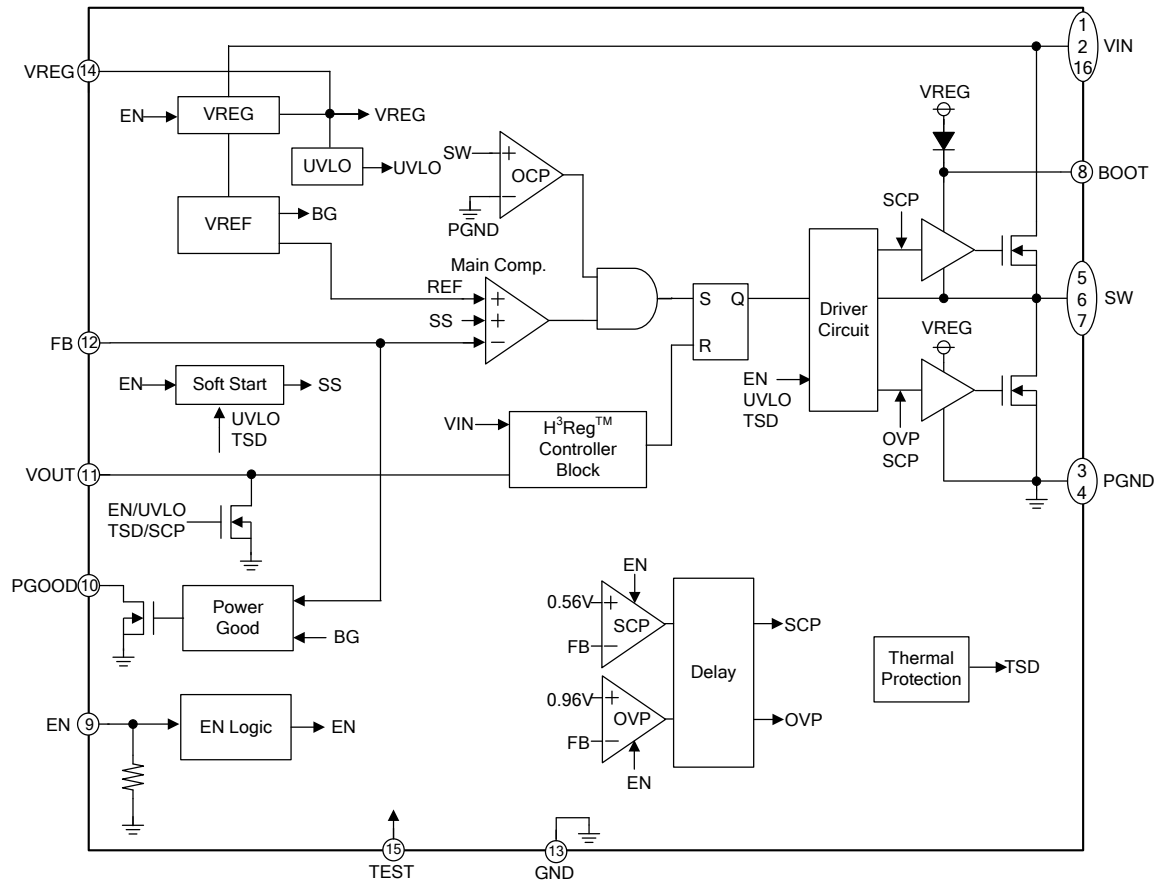 1
2
16
VIN
VREG
14
EN
VREG
VREG
UVLO
UVLO
VREF
BG
SW
+
−
OCP
PGND
VREG
8
BOOT
SCP
Main Comp.
REF
SS
+
+
−
S
Q
R
Driver
Circuit
5
6
7
SW
VREG
FB
12
EN
Soft Start
SS
UVLO
TSD
EN
UVLO
TSD
VIN
H³Reg™
Controller
Block
OVP
SCP
VOUT
11
3
4
PGND
EN/UVLO
TSD/SCP
PGOOD
10
Power
Good
BG
EN
0.56V
+
SCP
FB
−
Delay
SCP
0.96V
+
OVP
FB
−
EN
OVP
Thermal
Protection
TSD
EN
9
EN Logic
EN
15
TEST
13
GND